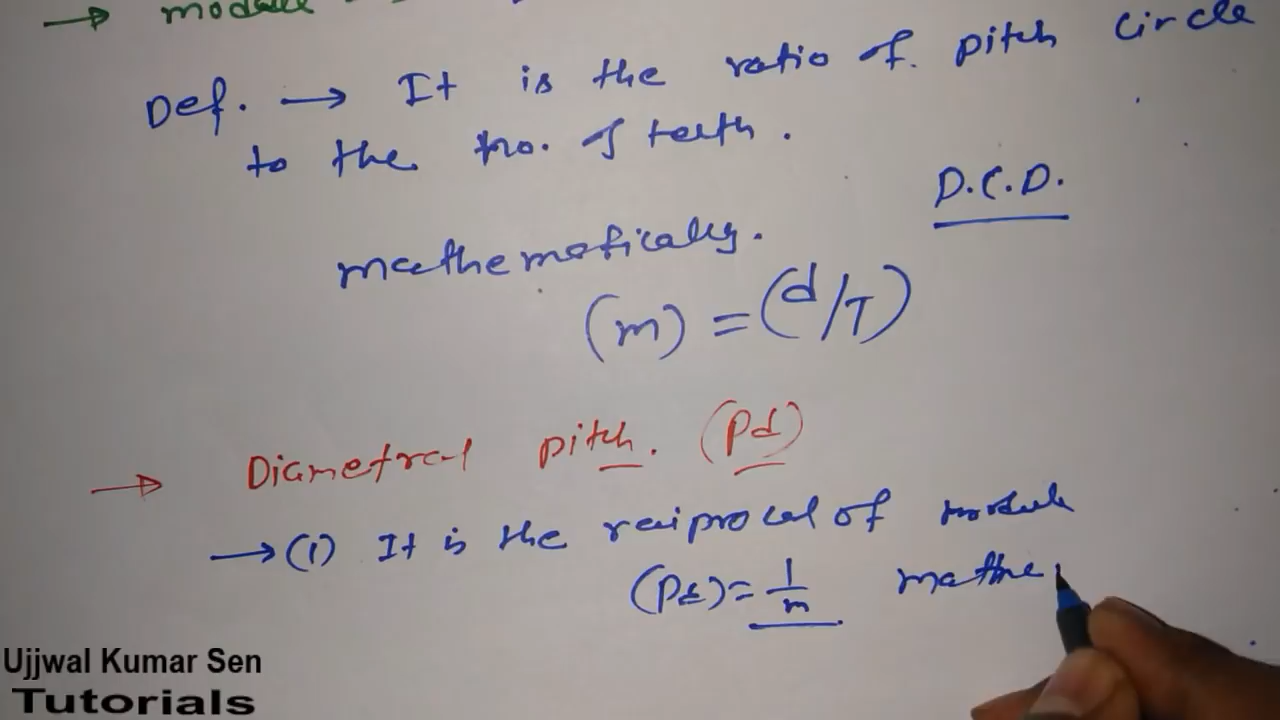 → module
Def. → It is the ratio of pitch circle
to the no. of teeth.
D.C.D.
mathematically.
(m) = (d/T)
→ Diametral pitch. (Pd)
→ (1) It is the reciprocal of module
(Pd) = 1/m mathe
Ujjwal Kumar Sen
Tutorials